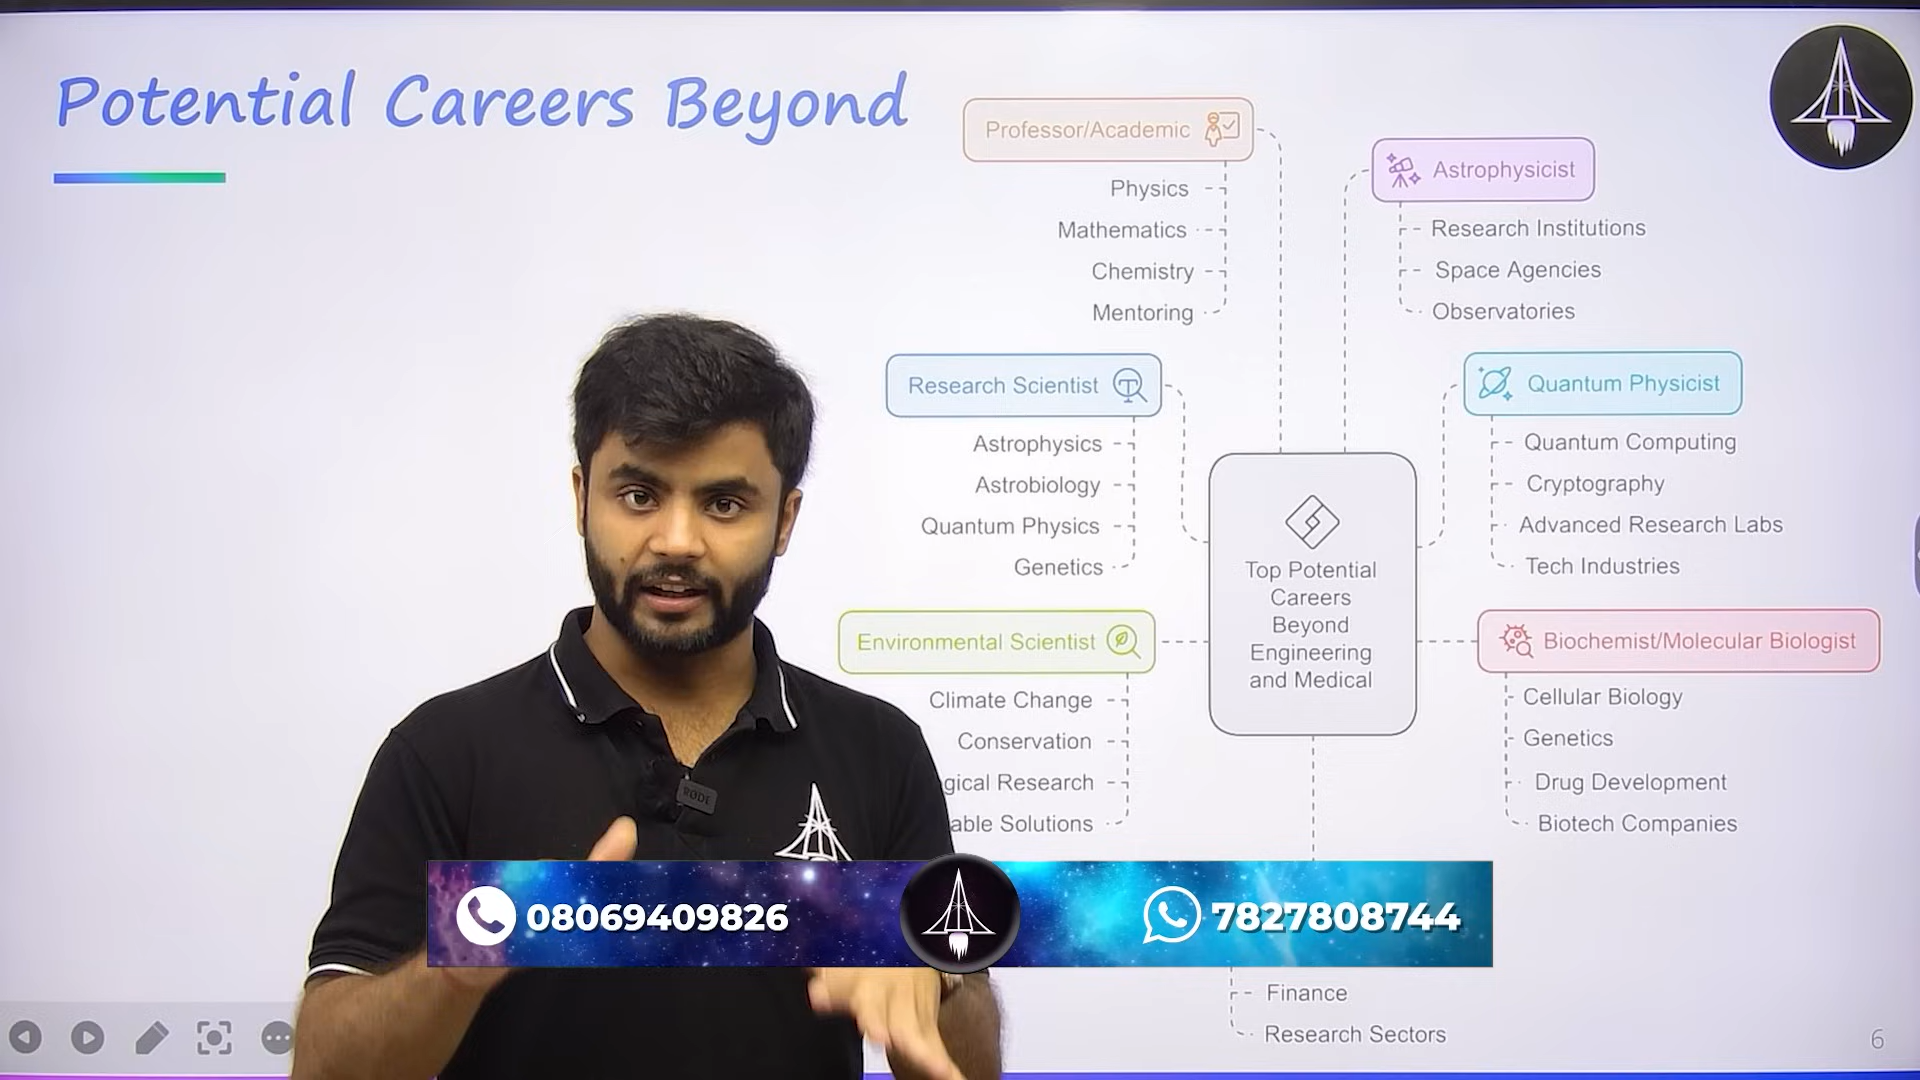 Potential Careers Beyond
Professor/Academic
Physics
Mathematics
Chemistry
Mentoring
Astrophysicist
Research Institutions
Space Agencies
Observatories
Research Scientist
Astrophysics
Astrobiology
Quantum Physics
Genetics
Quantum Physicist
Quantum Computing
Cryptography
Advanced Research Labs
Tech Industries
Top Potential
Careers
Beyond
Engineering
and Medical
Environmental Scientist
Climate Change
Conservation
gical Research
able Solutions
Biochemist/Molecular Biologist
Cellular Biology
Genetics
Drug Development
Biotech Companies
RØDE
08069409826
7827808744
Finance
Research Sectors
6